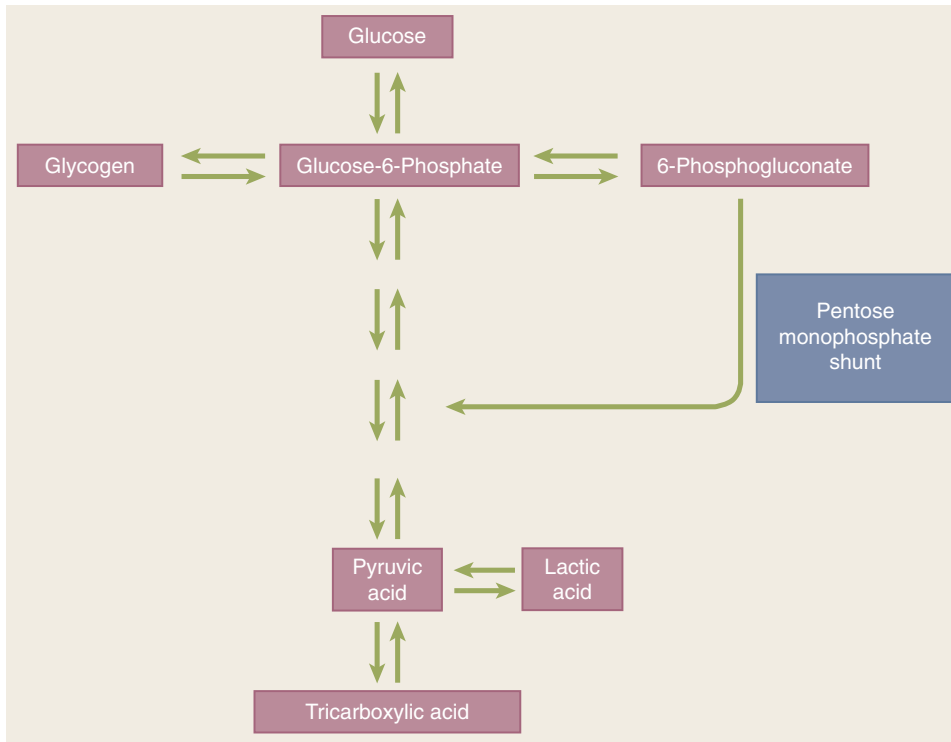 Glucose
Glycogen
Glucose-6-Phosphate
6-Phosphogluconate
Pentose
monophosphate
shunt
Pyruvic
acid
Lactic
acid
Tricarboxylic acid